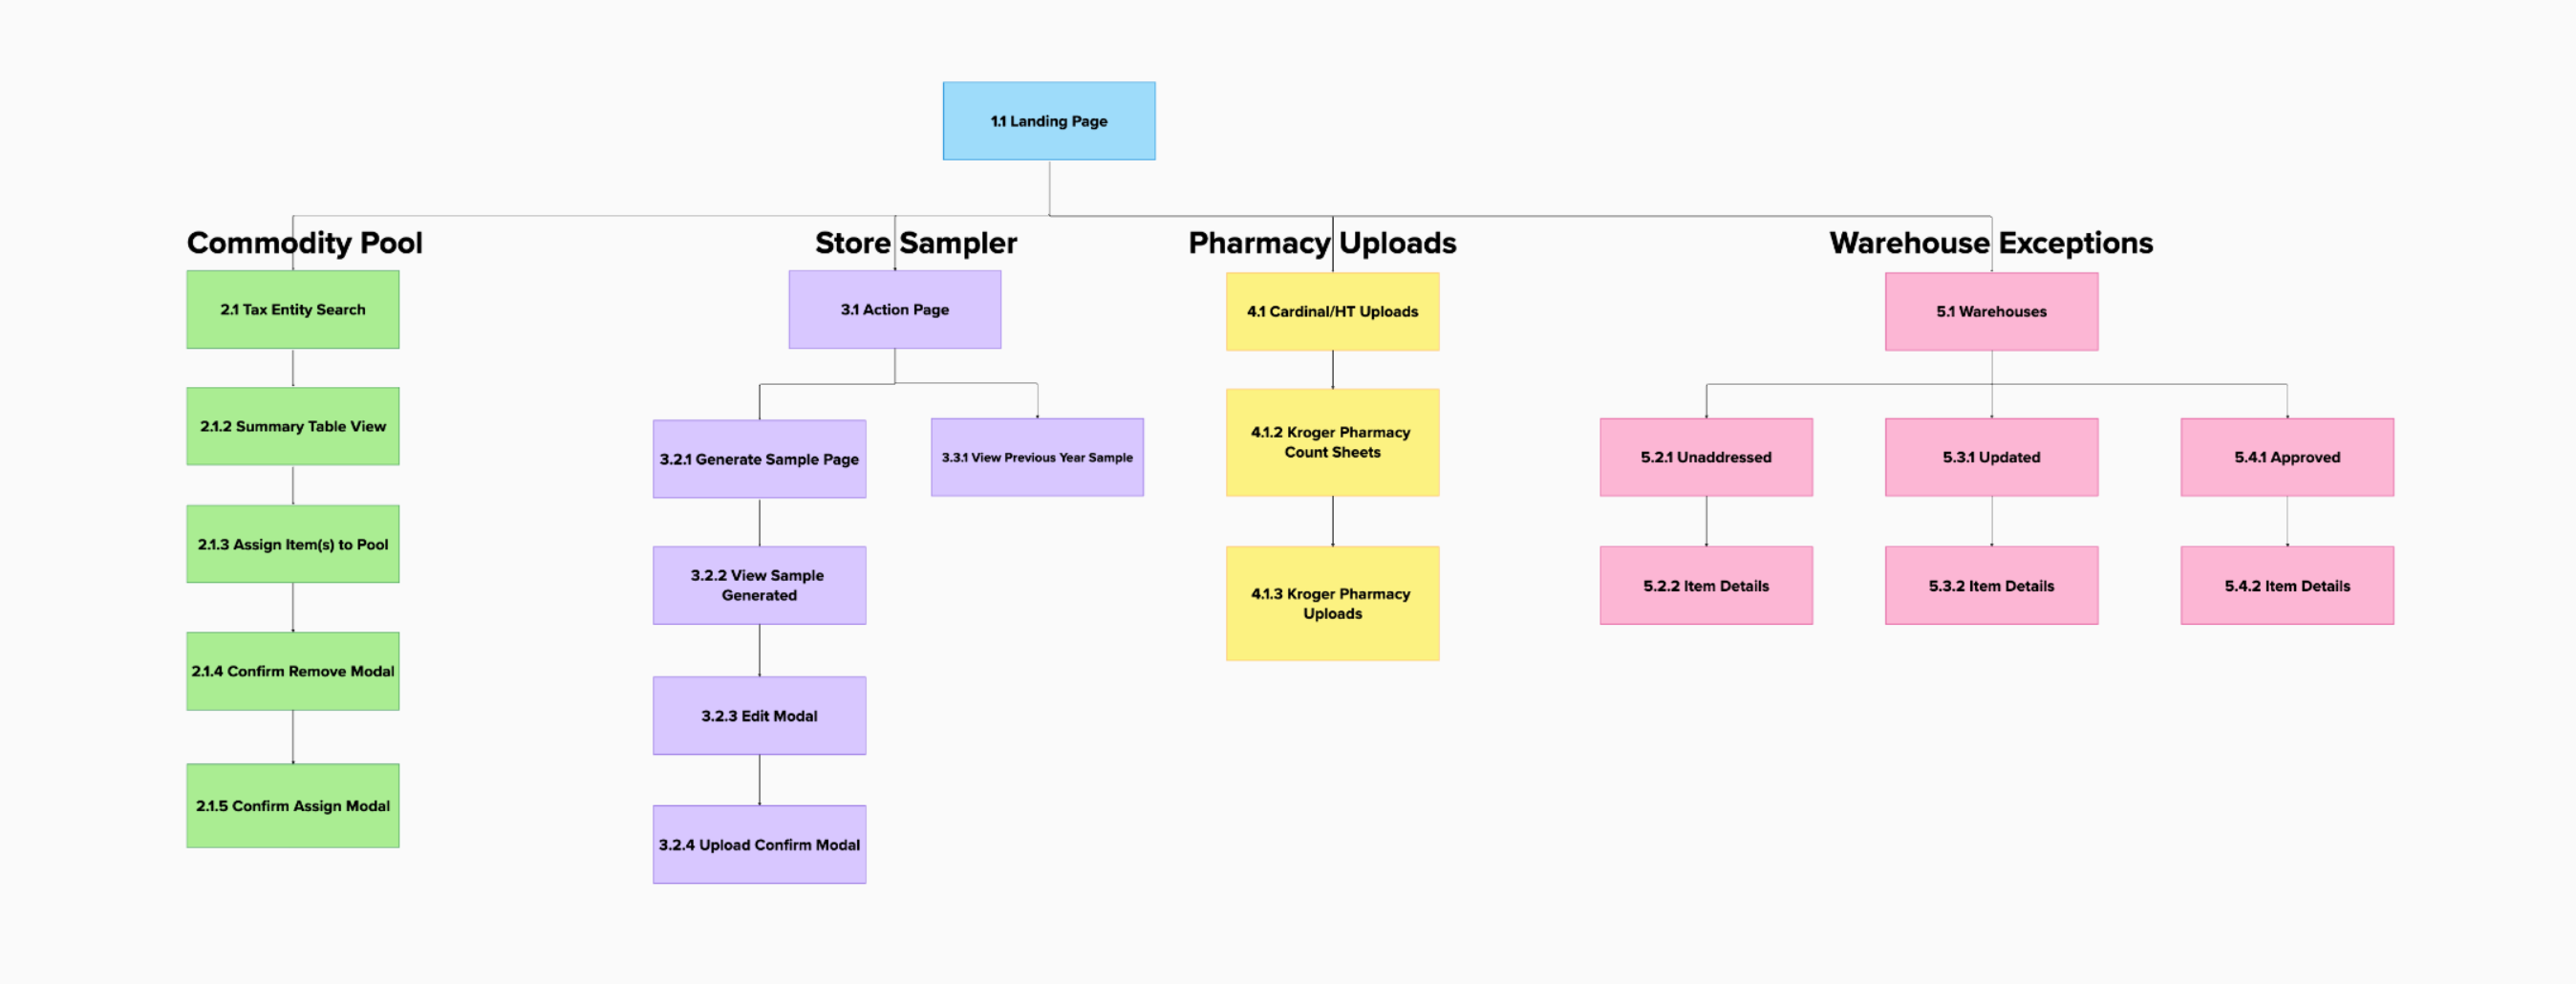 1.1 Landing Page
Commodity Pool
2.1 Tax Entity Search
2.1.2 Summary Table View
2.1.3 Assign Item(s) to Pool
2.1.4 Confirm Remove Modal
2.1.5 Confirm Assign Modal
Store Sampler
3.1 Action Page
3.2.1 Generate Sample Page
3.3.1 View Previous Year Sample
3.2.2 View Sample
Generated
3.2.3 Edit Modal
3.2.4 Upload Confirm Modal
Pharmacy Uploads
4.1 Cardinal/HT Uploads
4.1.2 Kroger Pharmacy
Count Sheets
4.1.3 Kroger Pharmacy
Uploads
Warehouse Exceptions
5.1 Warehouses
5.2.1 Unaddressed
5.3.1 Updated
5.4.1 Approved
5.2.2 Item Details
5.3.2 Item Details
5.4.2 Item Details